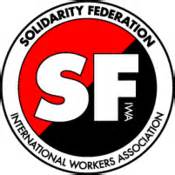 SOLIDARITY FEDERATION
SF
IWA
INTERNATIONAL WORKERS ASSOCIATION